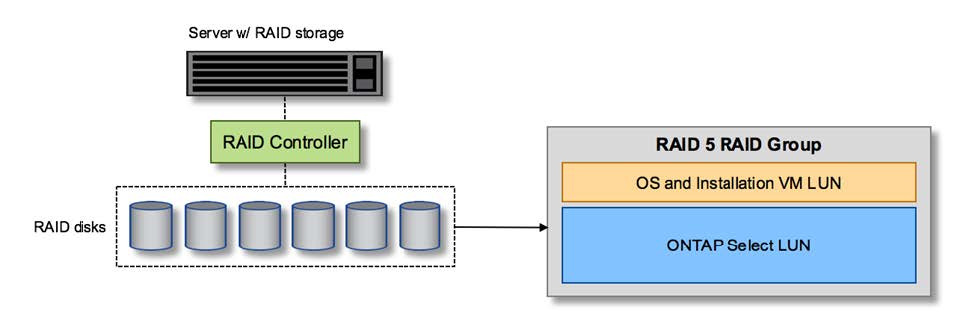 Server w/ RAID storage
RAID Controller
RAID disks
RAID 5 RAID Group
OS and Installation VM LUN
ONTAP Select LUN